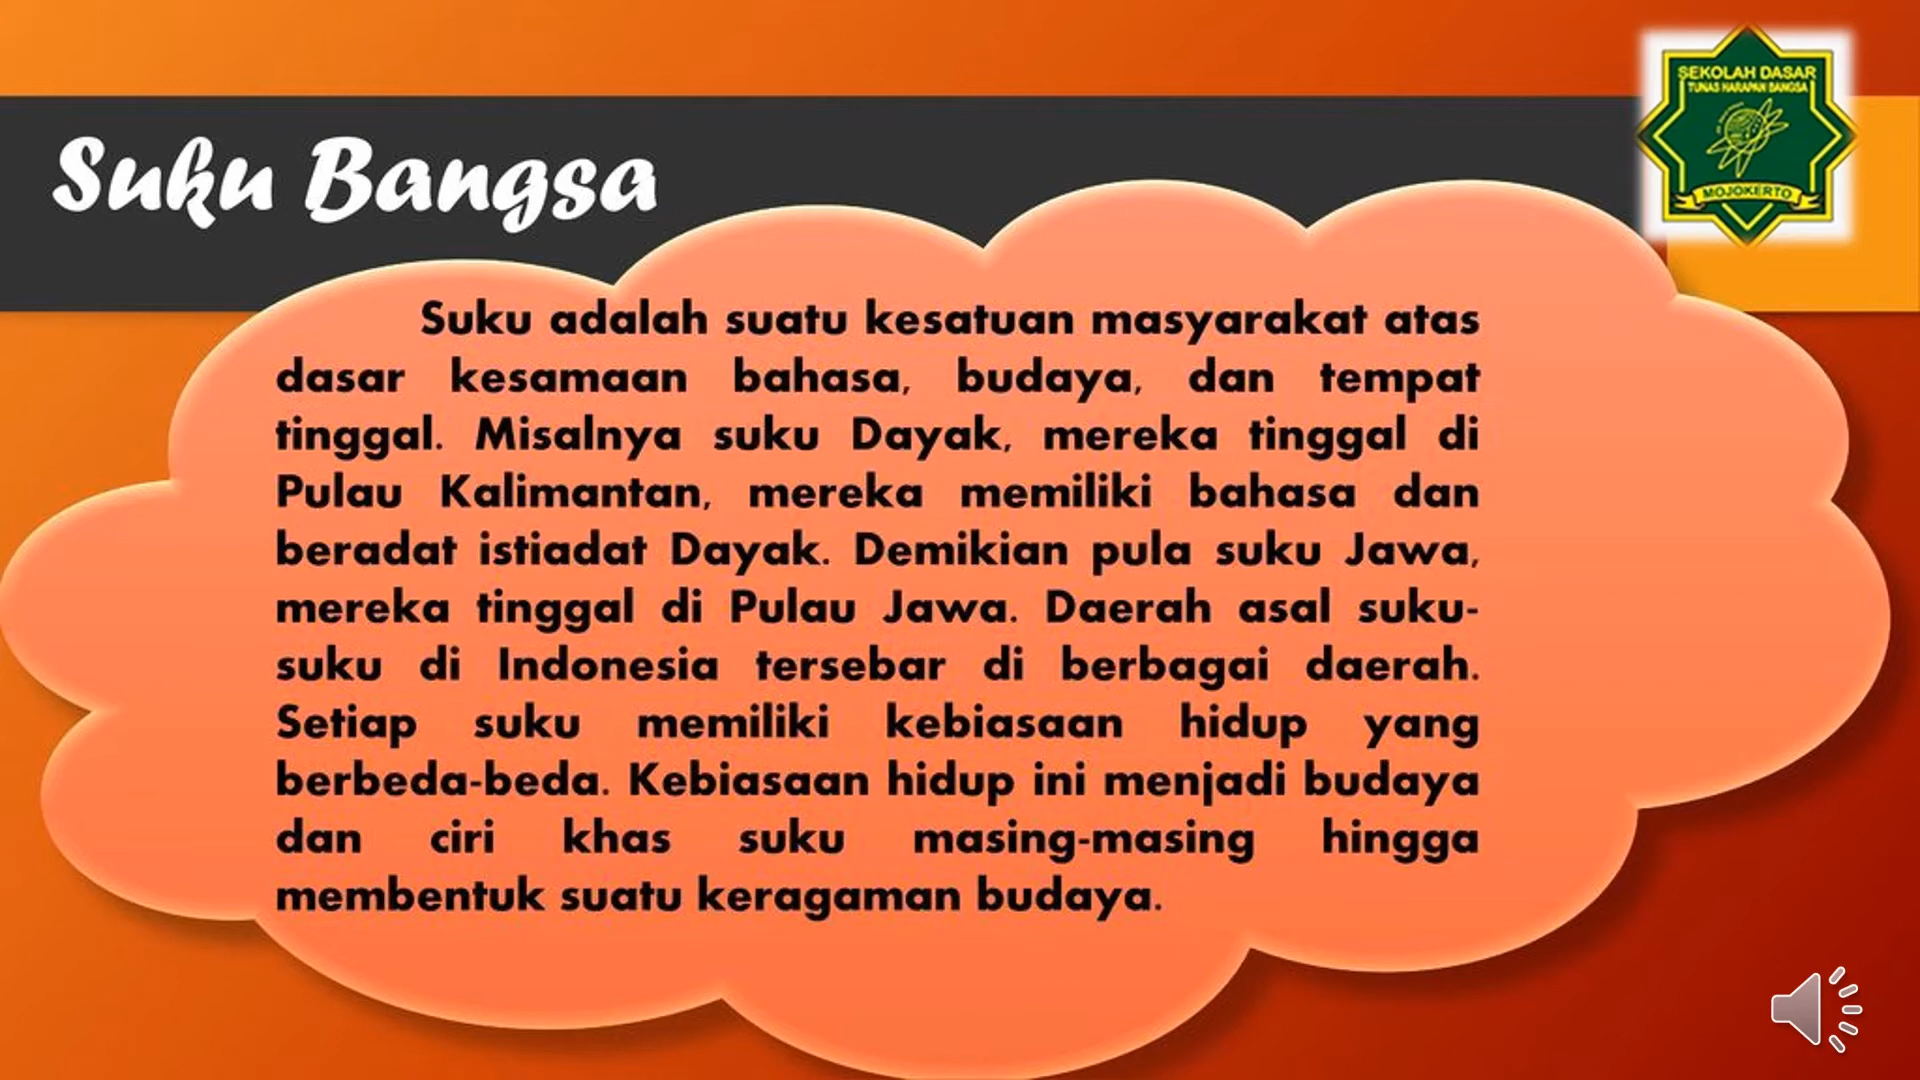 SEKOLAH DASAR
TUNAS HARAPAN BANGSA
MOJOKERTO
Suku Bangsa
Suku adalah suatu kesatuan masyarakat atas
dasar kesamaan bahasa, budaya, dan tempat
tinggal. Misalnya suku Dayak, mereka tinggal di
Pulau Kalimantan, mereka memiliki bahasa dan
beradat istiadat Dayak. Demikian pula suku Jawa,
mereka tinggal di Pulau Jawa. Daerah asal suku-
suku di Indonesia tersebar di berbagai daerah.
Setiap suku memiliki kebiasaan hidup yang
berbeda-beda. Kebiasaan hidup ini menjadi budaya
dan ciri khas suku masing-masing hingga
membentuk suatu keragaman budaya.